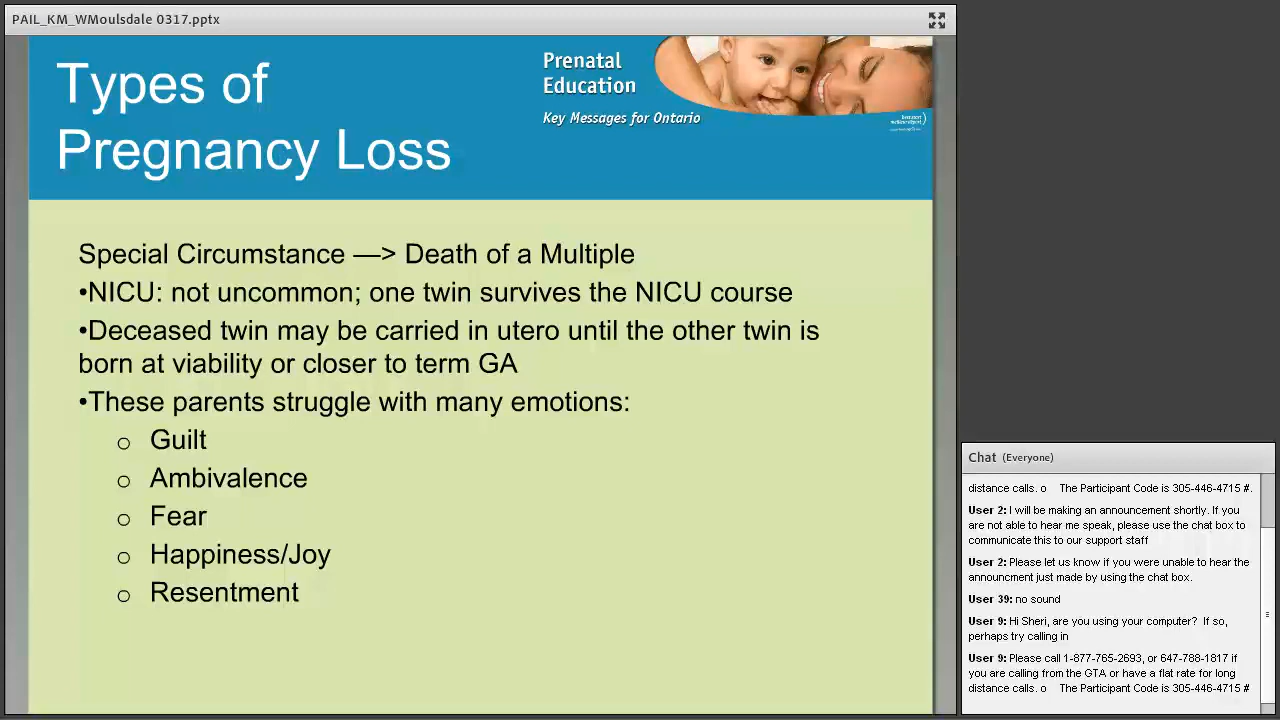 PAIL_KM_WMoulsdale 0317.pptx
Types of
Pregnancy Loss
Prenatal
Education
Key Messages for Ontario
Special Circumstance —> Death of a Multiple
•NICU: not uncommon; one twin survives the NICU course
•Deceased twin may be carried in utero until the other twin is
born at viability or closer to term GA
•These parents struggle with many emotions:
o Guilt
o Ambivalence
o Fear
o Happiness/Joy
o Resentment
Chat (Everyone)
distance calls. o The Participant Code is 305-446-4715 #.
User 2: I will be making an announcement shortly. If you
are not able to hear me speak, please use the chat box to
communicate this to our support staff
User 2: Please let us know if you were unable to hear the
announcment just made by using the chat box.
User 39: no sound
User 9: Hi Sheri, are you using your computer? If so,
perhaps try calling in
User 9: Please call 1-877-765-2693, or 647-788-1817 if
you are calling from the GTA or have a flat rate for long
distance calls. o The Participant Code is 305-446-4715 #